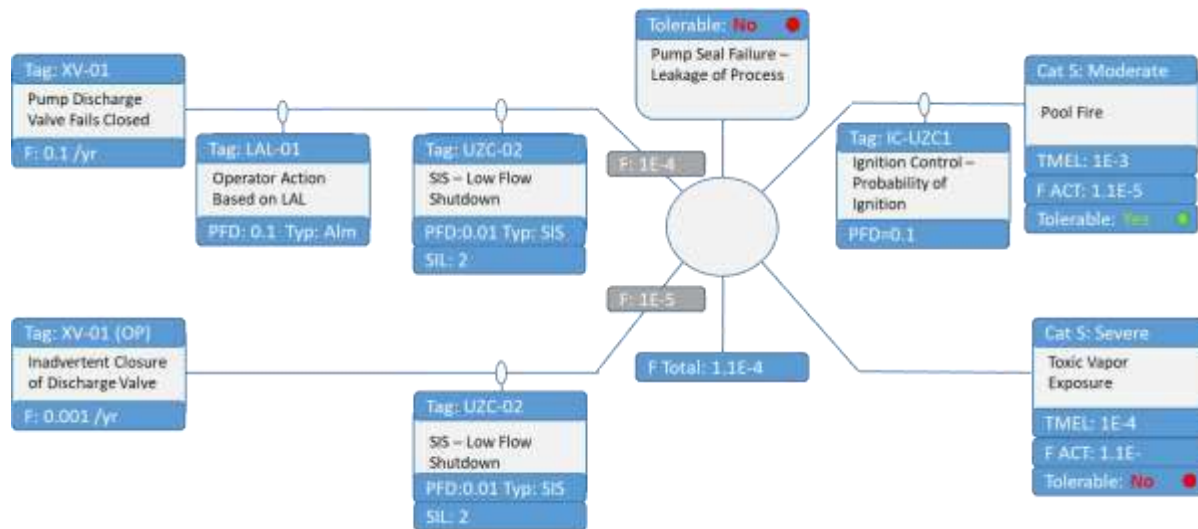 Tolerable: No
Pump Seal Failure –
Leakage of Process
Tag: XV-01
Pump Discharge
Valve Fails Closed
F: 0.1 /yr
Tag: LAL-01
Operator Action
Based on LAL
PFD: 0.1 Typ: Alm
Tag: UZC-02
SIS – Low Flow
Shutdown
PFD:0.01 Typ: SIS
SIL: 2
F: 1E-4
Tag: IC-UZC1
Ignition Control –
Probability of
Ignition
PFD=0.1
Cat S: Moderate
Pool Fire
TMEL: 1E-3
F ACT: 1.1E-5
Tolerable: Yes
Tag: XV-01 (OP)
Inadvertent Closure
of Discharge Valve
F: 0.001 /yr
Tag: UZC-02
SIS – Low Flow
Shutdown
PFD:0.01 Typ: SIS
SIL: 2
F: 1E-5
F Total: 1.1E-4
Cat S: Severe
Toxic Vapor
Exposure
TMEL: 1E-4
F ACT: 1.1E-
Tolerable: No